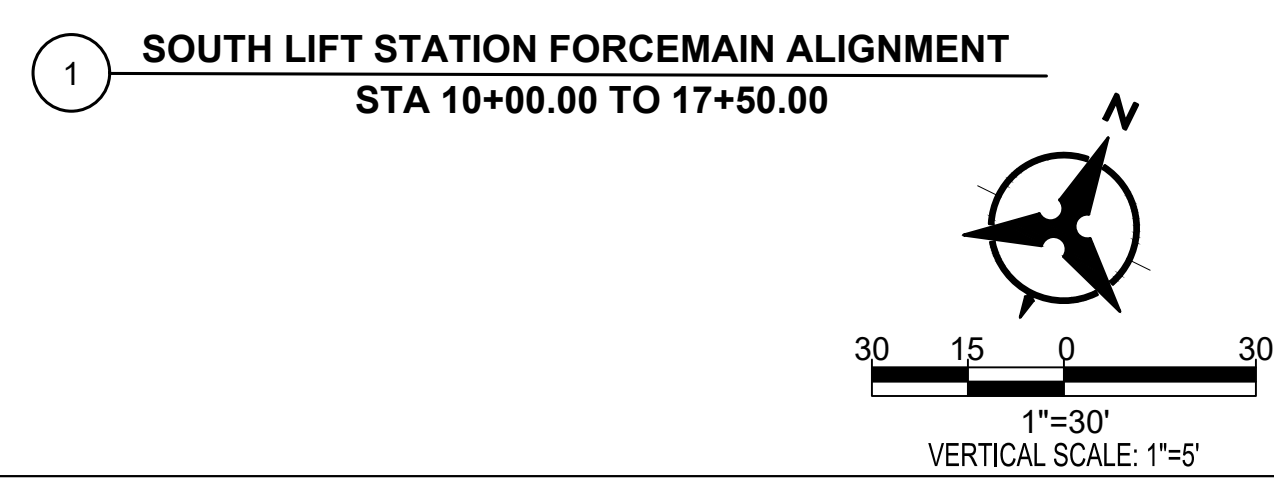 1
SOUTH LIFT STATION FORCEMAIN ALIGNMENT
STA 10+00.00 TO 17+50.00
N
30 15 0 30
1"=30'
VERTICAL SCALE: 1"=5'